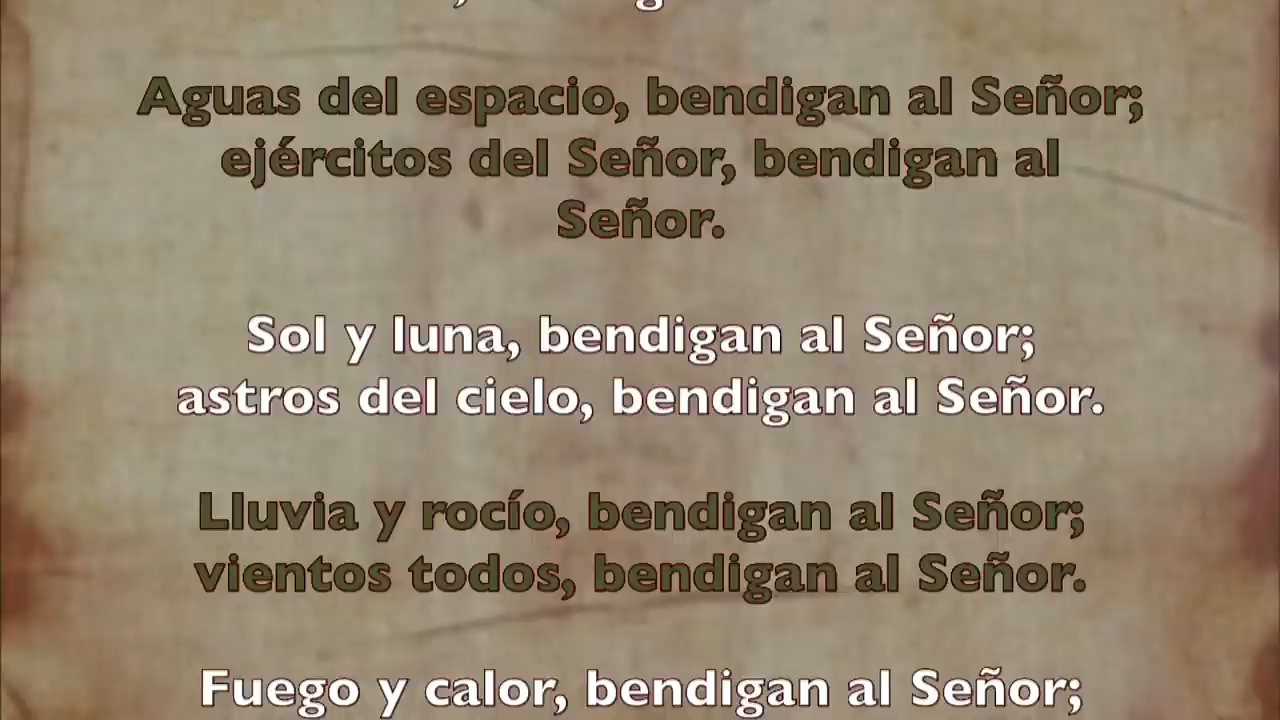 Aguas del espacio, bendigan al Señor;
ejércitos del Señor, bendigan al
Señor.
Sol y luna, bendigan al Señor;
astros del cielo, bendigan al Señor.
Lluvia y rocío, bendigan al Señor;
vientos todos, bendigan al Señor.
Fuego y calor, bendigan al Señor;